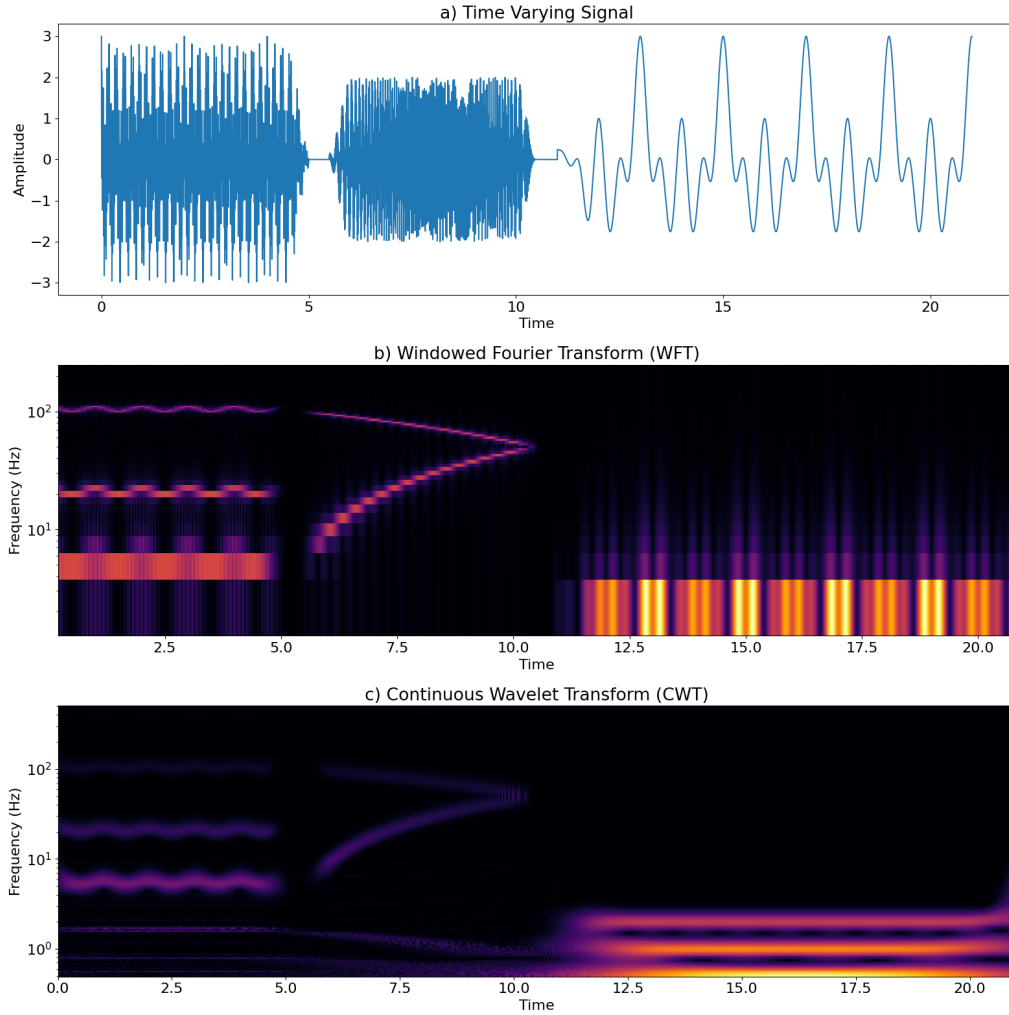 a) Time Varying Signal
3
2
1
0
−1
−2
−3
Amplitude
0 5 10 15 20
Time
b) Windowed Fourier Transform (WFT)
10²
10¹
Frequency (Hz)
2.5 5.0 7.5 10.0 12.5 15.0 17.5 20.0
Time
c) Continuous Wavelet Transform (CWT)
10²
10¹
10⁰
Frequency (Hz)
0.0 2.5 5.0 7.5 10.0 12.5 15.0 17.5 20.0
Time